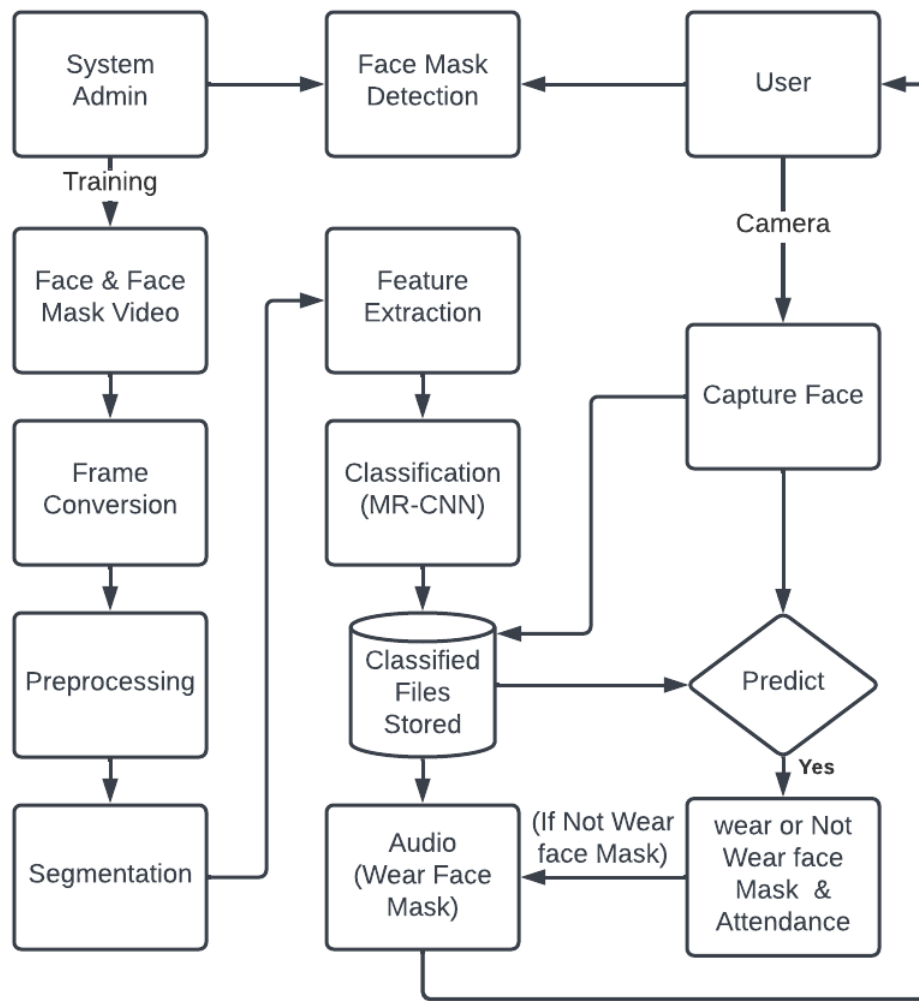 System
Admin
Face Mask
Detection
User
Training
Camera
Face & Face
Mask Video
Feature
Extraction
Capture Face
Frame
Conversion
Classification
(MR-CNN)
Preprocessing
Classified
Files
Stored
Predict
Yes
Segmentation
Audio
(Wear Face
Mask)
(If Not Wear
face Mask)
wear or Not
Wear face
Mask &
Attendance